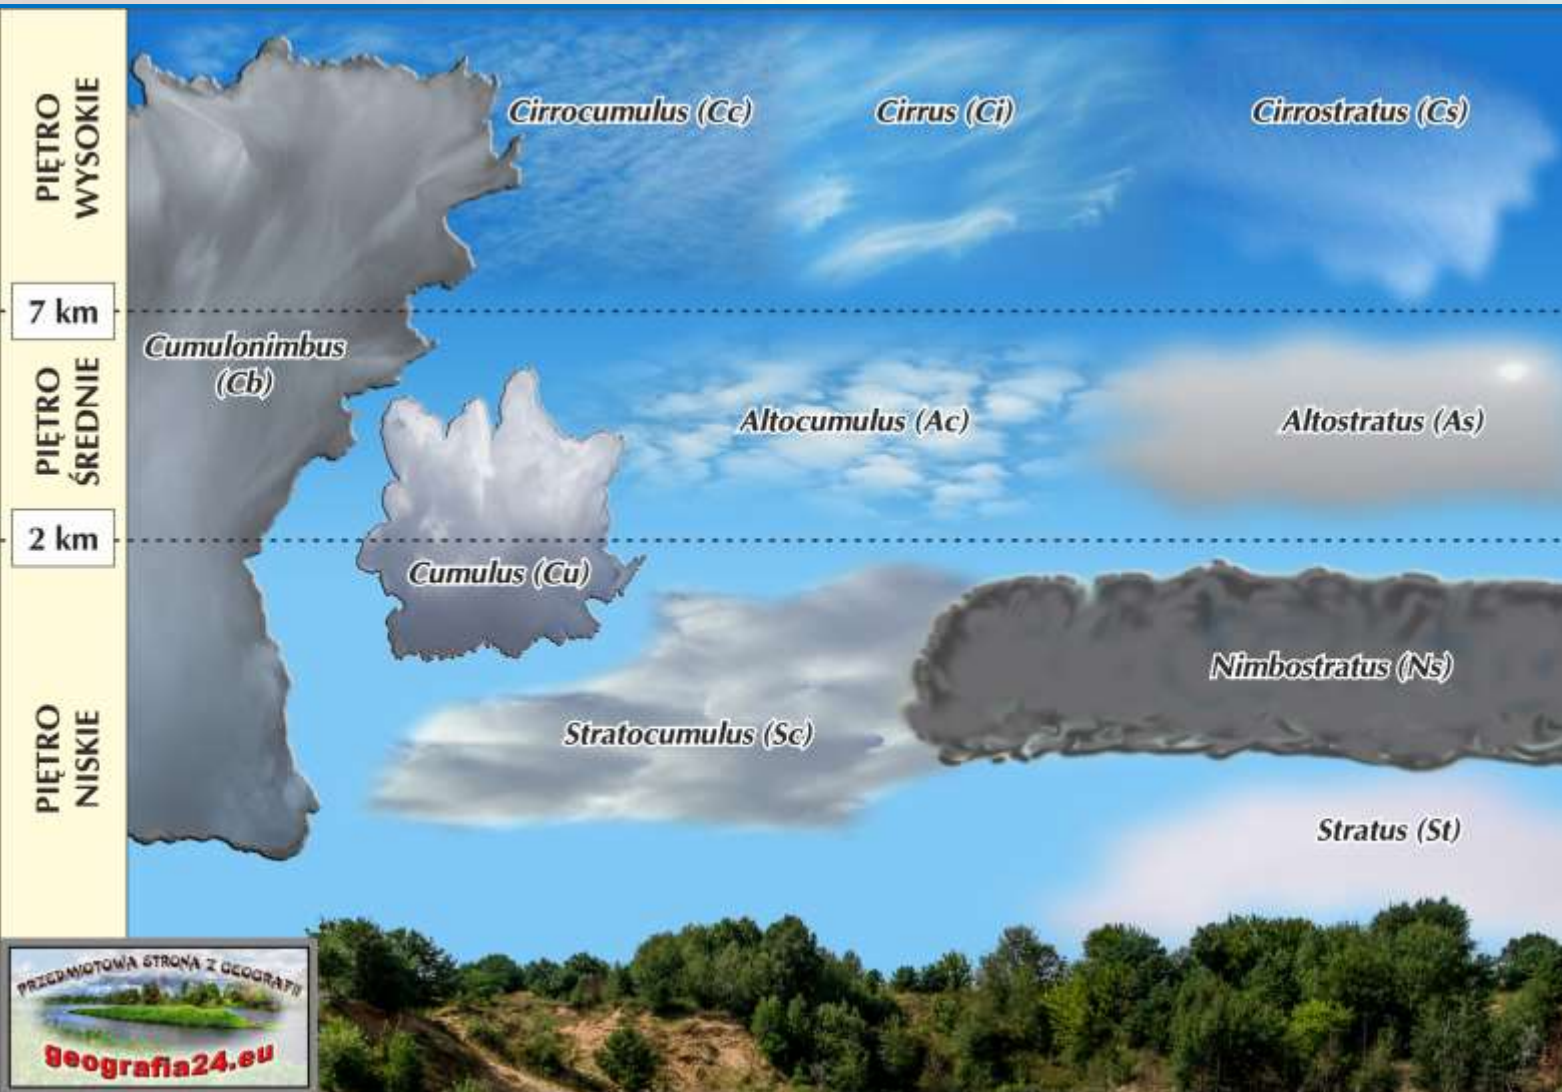 PIĘTRO
WYSOKIE
Cirrocumulus (Cc)
Cirrus (Ci)
Cirrostratus (Cs)
7 km
Cumulonimbus
(Cb)
PIĘTRO
ŚREDNIE
Altocumulus (Ac)
Altostratus (As)
2 km
Cumulus (Cu)
Nimbostratus (Ns)
Stratocumulus (Sc)
PIĘTRO
NISKIE
Stratus (St)
PRZEDMIOTOWA STRONA Z GEOGRAFII
geografia24.eu